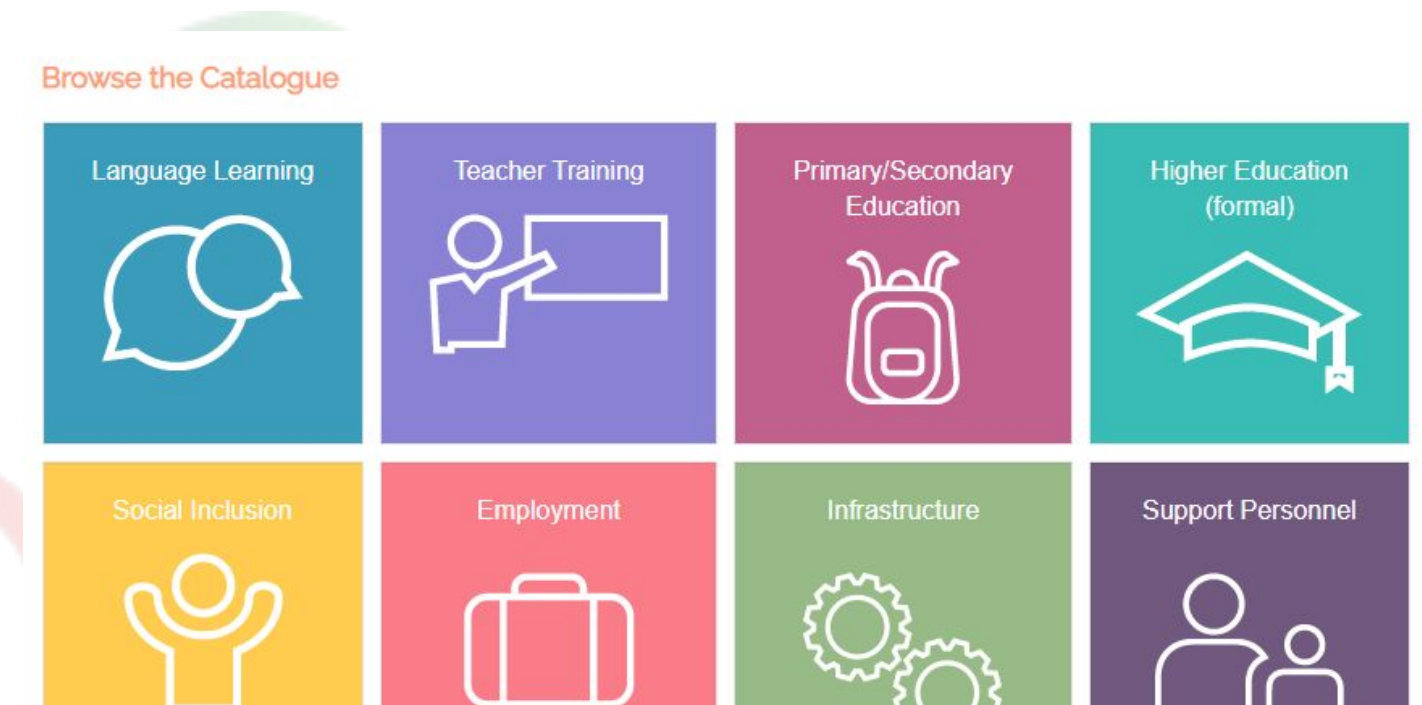 Browse the Catalogue
Language Learning
Teacher Training
Primary/Secondary
Education
Higher Education
(formal)
Social Inclusion
Employment
Infrastructure
Support Personnel